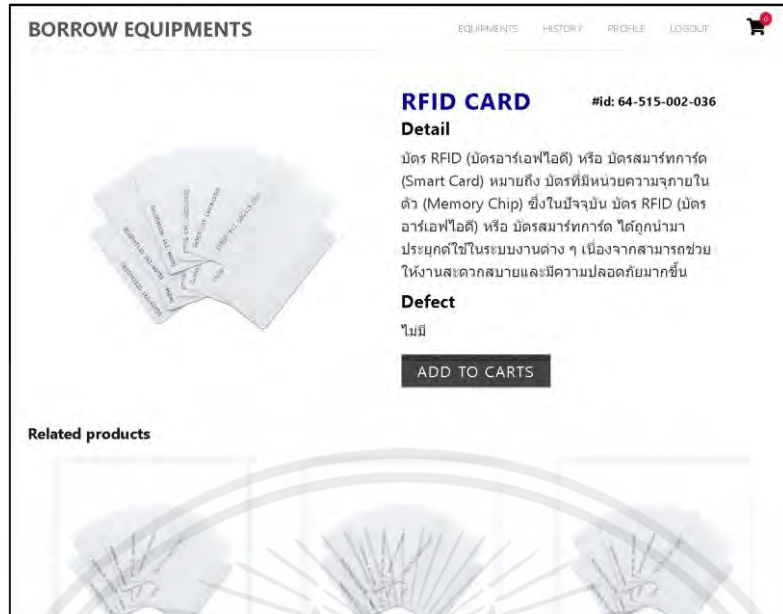 BORROW EQUIPMENTS
EQUIPMENTS HISTORY PROFILE LOGOUT
RFID CARD #id: 64-515-002-036
Detail
บัตร RFID (บัตรอาร์เอฟไอดี) หรือ บัตรสมาร์ทการ์ด
(Smart Card) หมายถึง บัตรที่มีหน่วยความจุภายใน
ตัว (Memory Chip) ซึ่งในปัจจุบัน บัตร RFID (บัตร
อาร์เอฟไอดี) หรือ บัตรสมาร์ทการ์ด ได้ถูกนำมา
ประยุกต์ใช้ในระบบงานต่าง ๆ เนื่องจากสามารถช่วย
ให้งานสะดวกสบายและมีความปลอดภัยมากขึ้น
Defect
ไม่มี
ADD TO CARTS
Related products